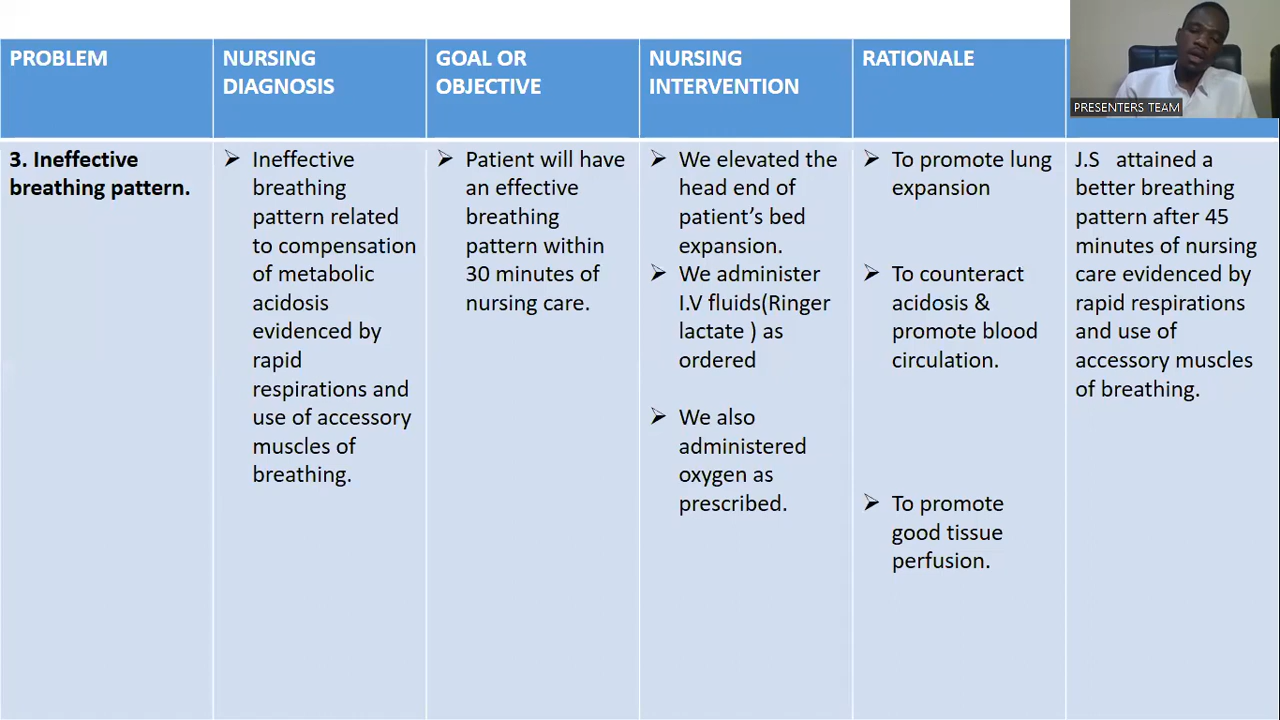 PROBLEM
NURSING
DIAGNOSIS
GOAL OR
OBJECTIVE
NURSING
INTERVENTION
RATIONALE
PRESENTERS TEAM
3. Ineffective
breathing pattern.
➢ Ineffective
breathing
pattern related
to compensation
of metabolic
acidosis
evidenced by
rapid
respirations and
use of accessory
muscles of
breathing.
➢ Patient will have
an effective
breathing
pattern within
30 minutes of
nursing care.
➢ We elevated the
head end of
patient’s bed
expansion.
➢ We administer
I.V fluids(Ringer
lactate ) as
ordered
➢ We also
administered
oxygen as
prescribed.
➢ To promote lung
expansion
➢ To counteract
acidosis &
promote blood
circulation.
➢ To promote
good tissue
perfusion.
J.S attained a
better breathing
pattern after 45
minutes of nursing
care evidenced by
rapid respirations
and use of
accessory muscles
of breathing.